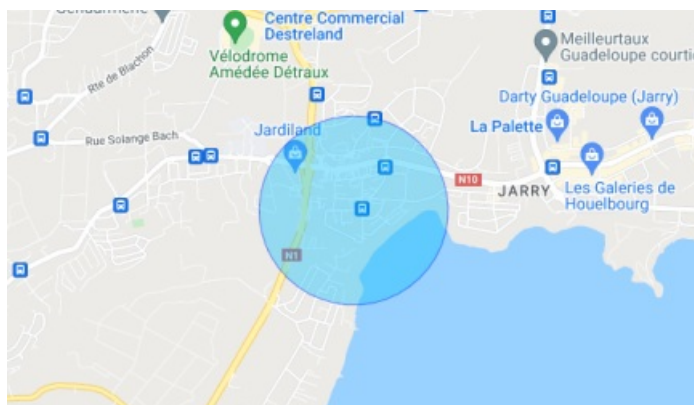 Gendarmerie
Centre Commercial
Destreland
Vélodrome
Amédée Détraux
Rte de Blachon
Rue Solange Bach
Jardiland
Meilleurtaux
Guadeloupe courti
Darty Guadeloupe (Jarry)
La Palette
N10
JARRY
Les Galeries de
Houelbourg
N1